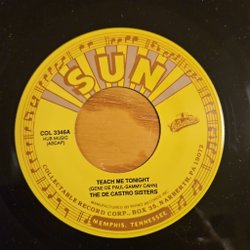 SUN
COL 3346A
HUB MUSIC
(ASCAP)
TEACH ME TONIGHT
(GENE DE PAUL-SAMMY CAHN)
THE DE CASTRO SISTERS
COLLECTABLES RECORD CORP., BOX 35, NARBERTH, PA. 19072
MEMPHIS, TENNESSEE